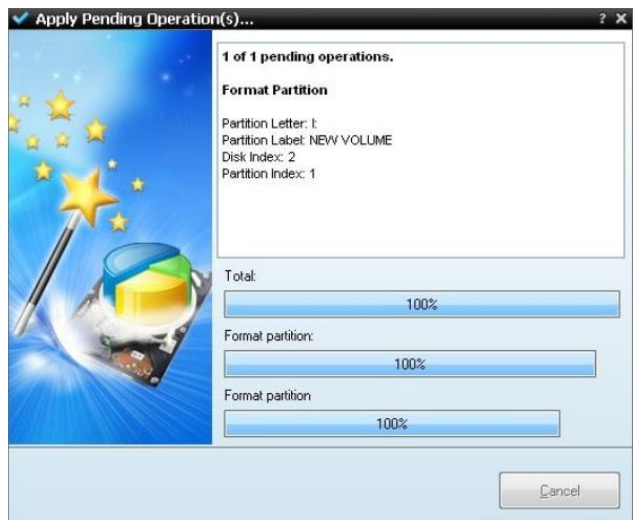 Apply Pending Operation(s)...
? X
1 of 1 pending operations.
Format Partition
Partition Letter: I:
Partition Label: NEW VOLUME
Disk Index: 2
Partition Index: 1
Total:
100%
Format partition:
100%
Format partition
100%
Cancel